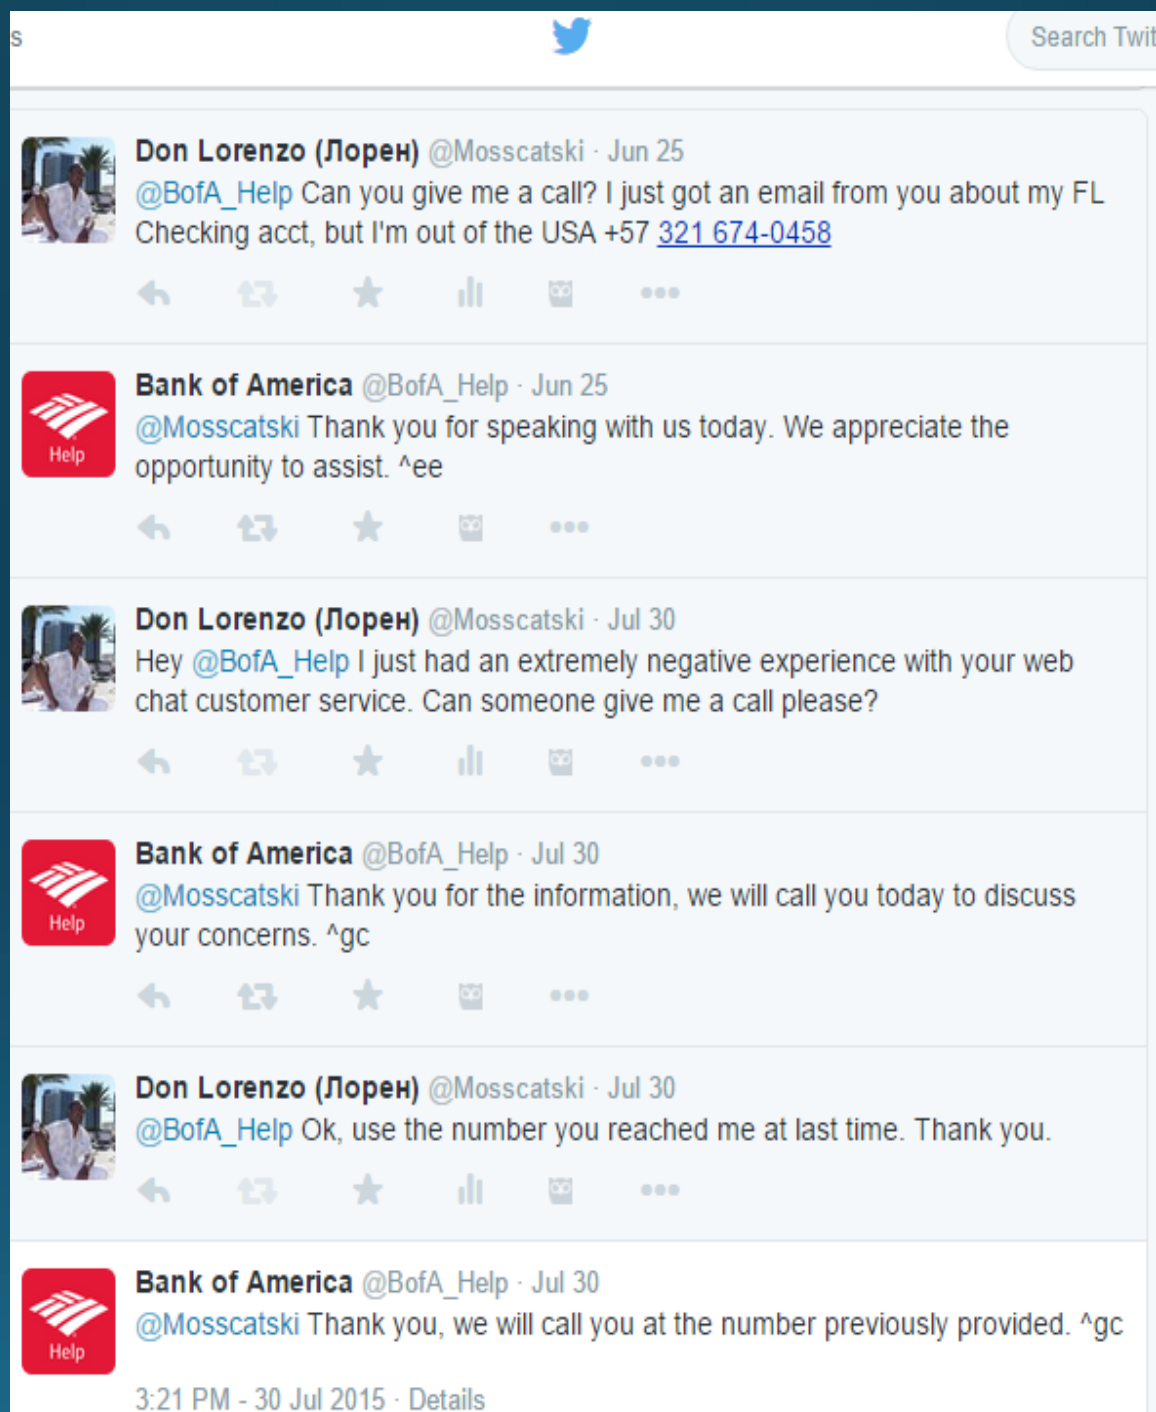 s
Search Twit
Don Lorenzo (Лорен) @Mosscatski · Jun 25
@BofA_Help Can you give me a call? I just got an email from you about my FL
Checking acct, but I'm out of the USA +57 321 674-0458
Bank of America @BofA_Help · Jun 25
@Mosscatski Thank you for speaking with us today. We appreciate the
opportunity to assist. ^ee
Help
Don Lorenzo (Лорен) @Mosscatski · Jul 30
Hey @BofA_Help I just had an extremely negative experience with your web
chat customer service. Can someone give me a call please?
Bank of America @BofA_Help · Jul 30
@Mosscatski Thank you for the information, we will call you today to discuss
your concerns. ^gc
Help
Don Lorenzo (Лорен) @Mosscatski · Jul 30
@BofA_Help Ok, use the number you reached me at last time. Thank you.
Bank of America @BofA_Help · Jul 30
@Mosscatski Thank you, we will call you at the number previously provided. ^gc
Help
3:21 PM - 30 Jul 2015 · Details